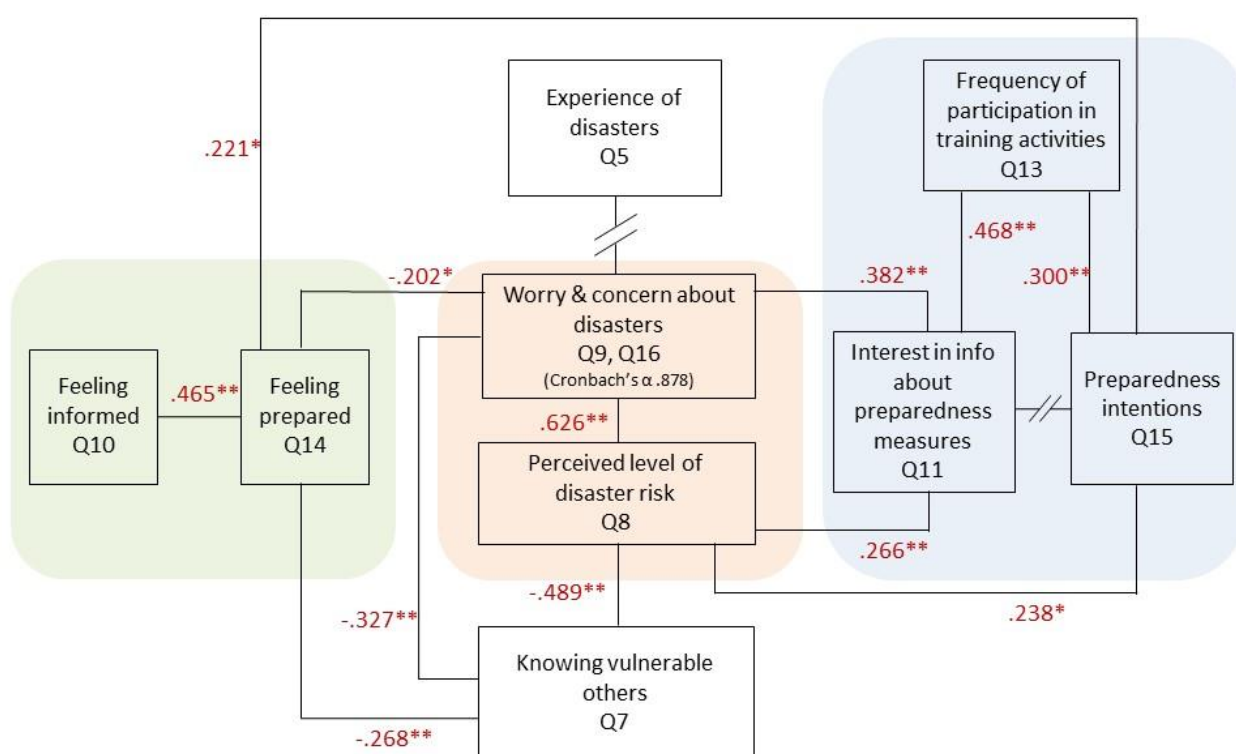 Experience of
disasters
Q5
Frequency of
participation in
training activities
Q13
.221*
.468**
-.202*
.382**
.300**
Worry & concern about
disasters
Q9, Q16
(Cronbach's α .878)
Feeling
informed
Q10
.465**
Feeling
prepared
Q14
Interest in info
about
preparedness
measures
Q11
Preparedness
intentions
Q15
.626**
Perceived level of
disaster risk
Q8
.266**
-.489**
.238*
-.327**
Knowing vulnerable
others
Q7
-.268**